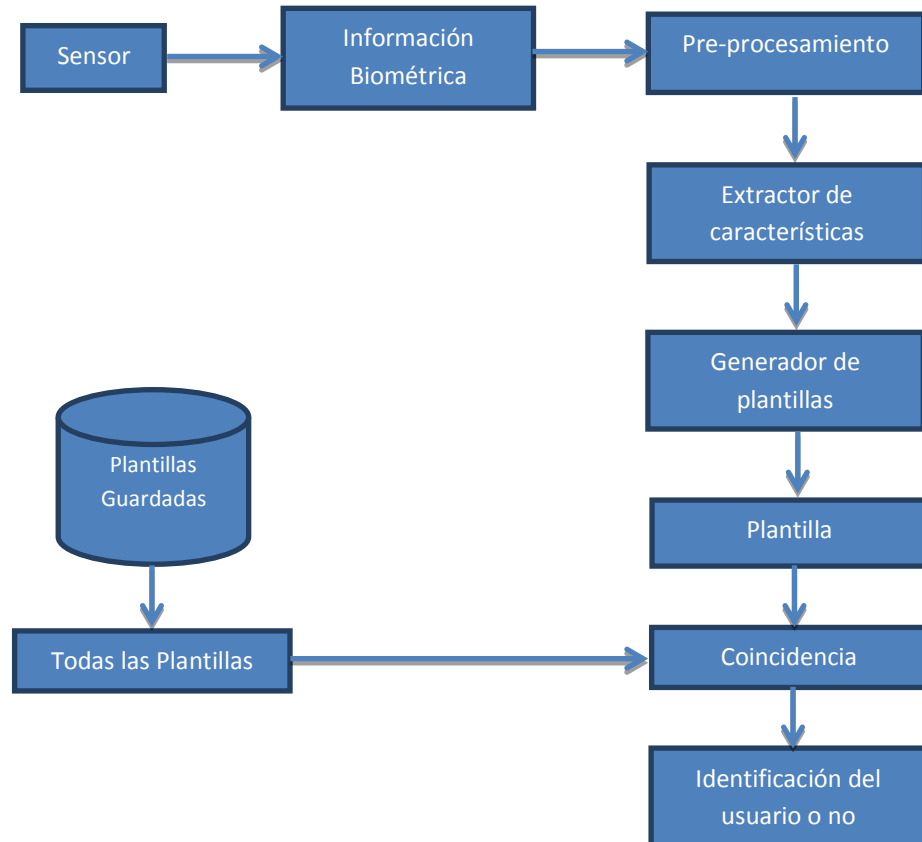 Sensor
Información
Biométrica
Pre-procesamiento
Extractor de
características
Generador de
plantillas
Plantillas
Guardadas
Plantilla
Todas las Plantillas
Coincidencia
Identificación del
usuario o no